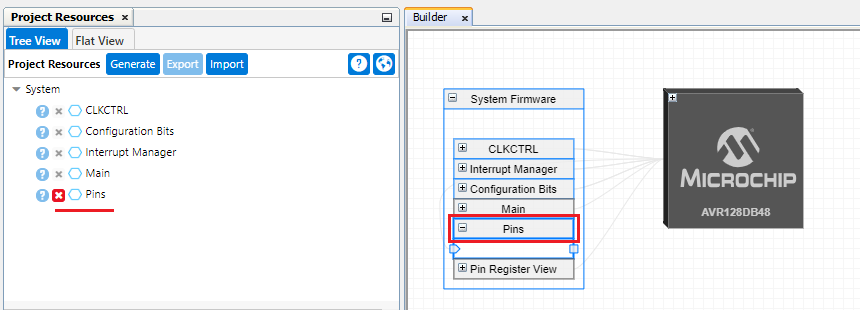 Project Resources
Tree View Flat View
Project Resources Generate Export Import
System
CLKCTRL
Configuration Bits
Interrupt Manager
Main
Pins
Builder
System Firmware
CLKCTRL
Interrupt Manager
Configuration Bits
Main
Pins
Pin Register View
MICROCHIP
AVR128DB48